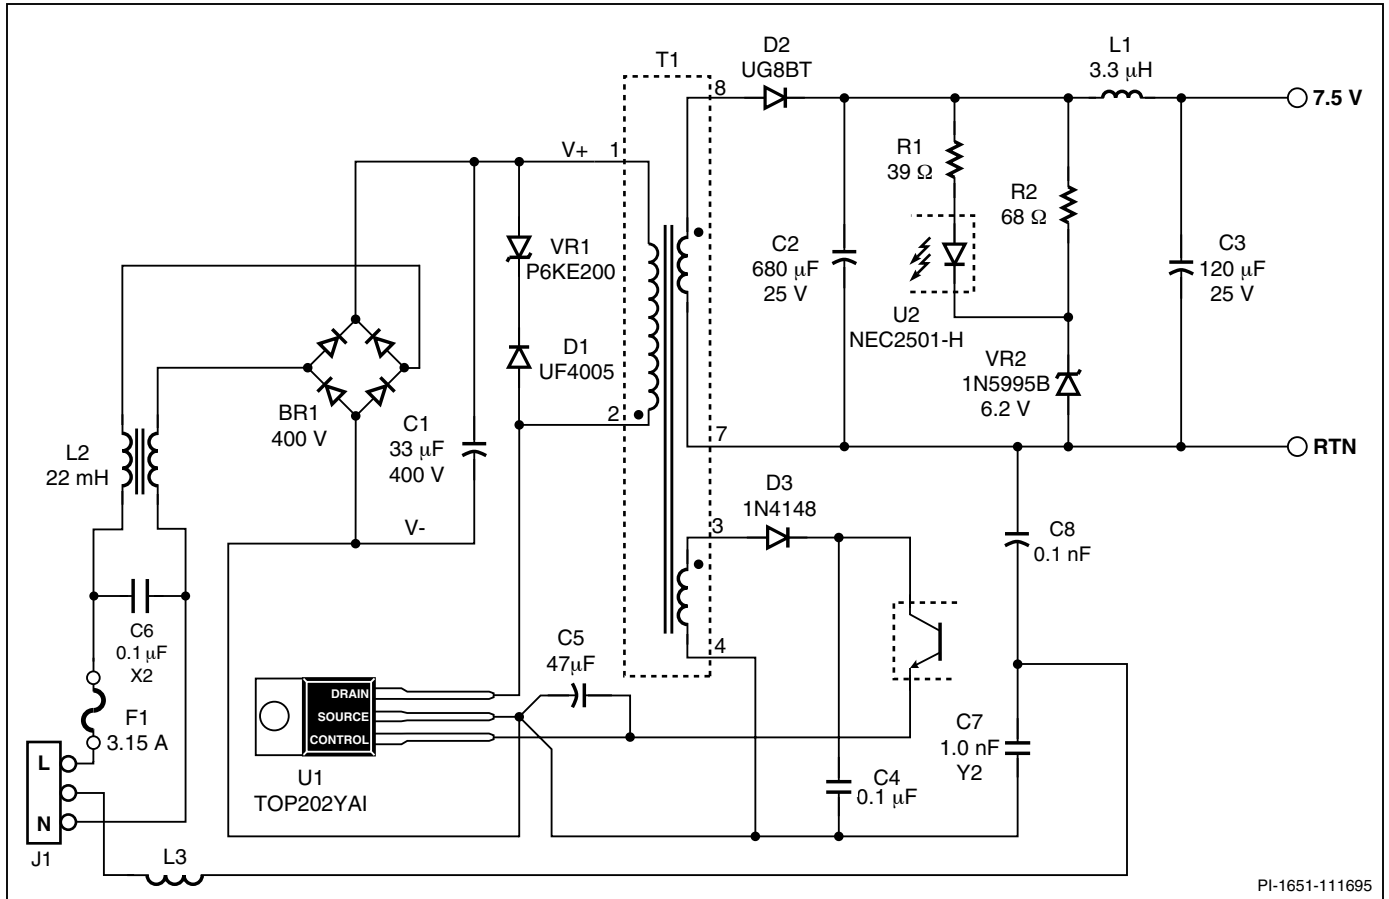 T1
D2
UG8BT
L1
3.3 µH
8
7.5 V
V+
1
R1
39 Ω
R2
68 Ω
VR1
P6KE200
C2
680 µF
25 V
C3
120 µF
25 V
U2
NEC2501-H
D1
UF4005
VR2
1N5995B
6.2 V
BR1
400 V
C1
33 µF
400 V
2
7
RTN
L2
22 mH
V-
D3
1N4148
3
C8
0.1 nF
C6
0.1 µF
X2
C5
47µF
4
F1
3.15 A
DRAIN
SOURCE
CONTROL
U1
TOP202YAI
C7
1.0 nF
Y2
C4
0.1 µF
L
N
J1
L3
PI-1651-111695